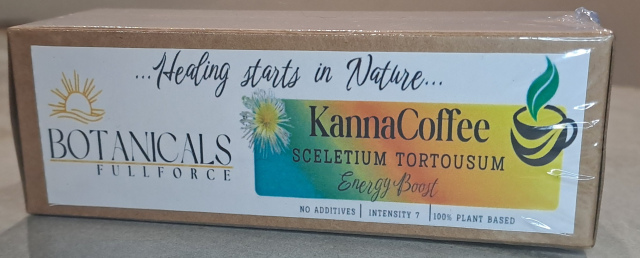 ...Healing starts in Nature...
BOTANICALS
FULLFORCE
KannaCoffee
SCELETIUM TORTOUSUM
Energy Boost
NO ADDITIVES | INTENSITY 7 | 100% PLANT BASED